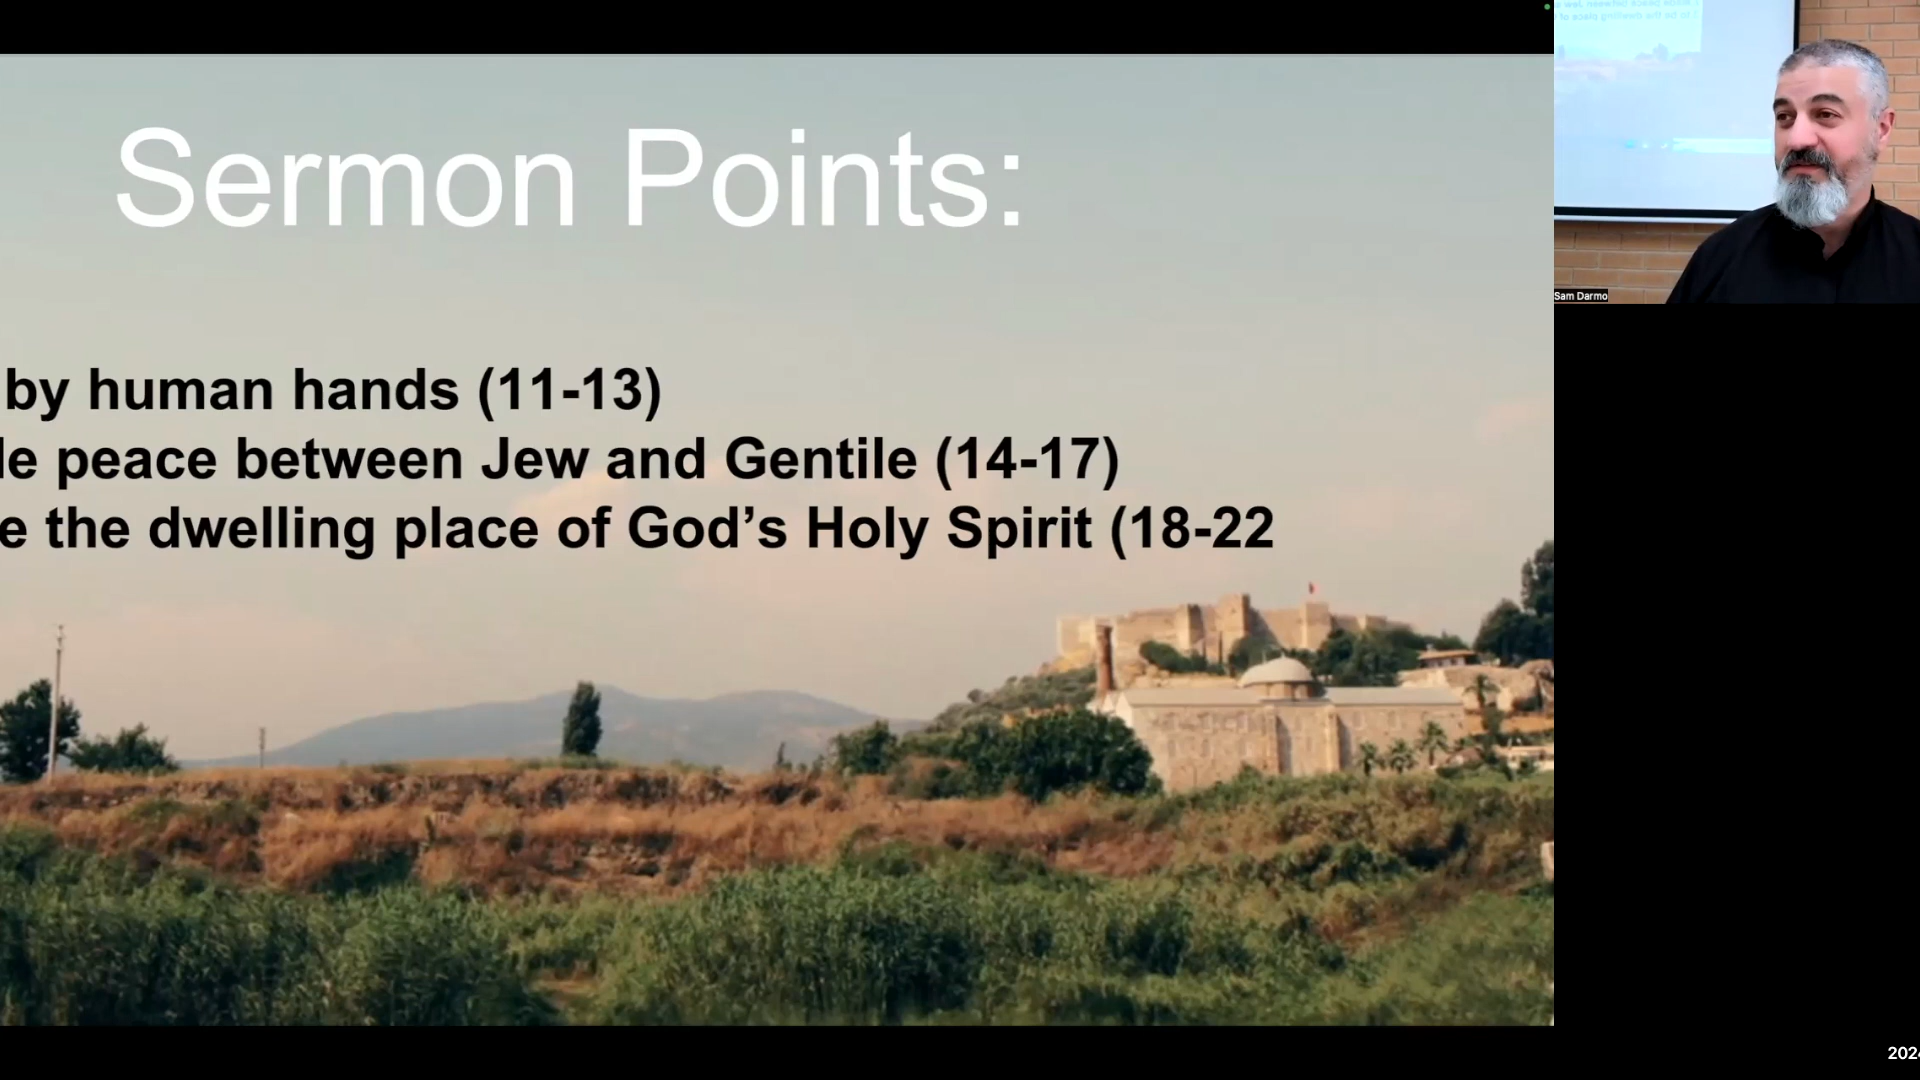 Sermon Points:
by human hands (11-13)
le peace between Jew and Gentile (14-17)
e the dwelling place of God’s Holy Spirit (18-22
Sam Darmo